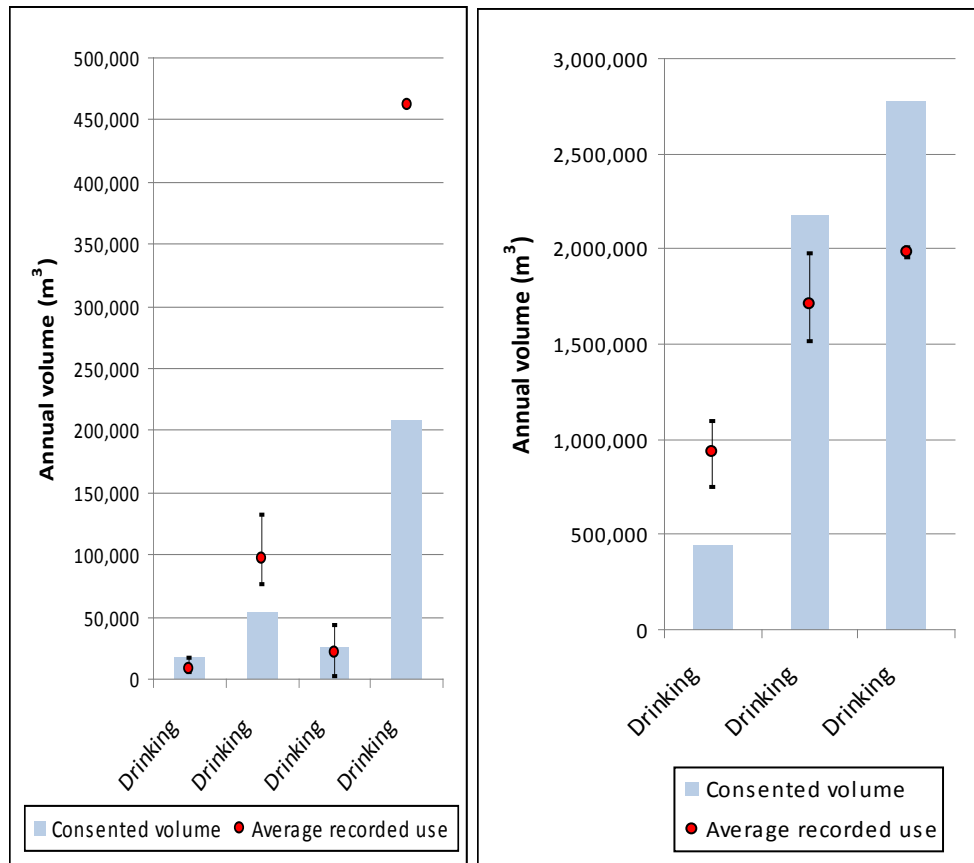 500,000
450,000
400,000
350,000
300,000
250,000
200,000
150,000
100,000
50,000
0
Annual volume (m³)
Drinking
Drinking
Drinking
Drinking
Consented volume
Average recorded use
3,000,000
2,500,000
2,000,000
1,500,000
1,000,000
500,000
0
Annual volume (m³)
Drinking
Drinking
Drinking
Consented volume
Average recorded use